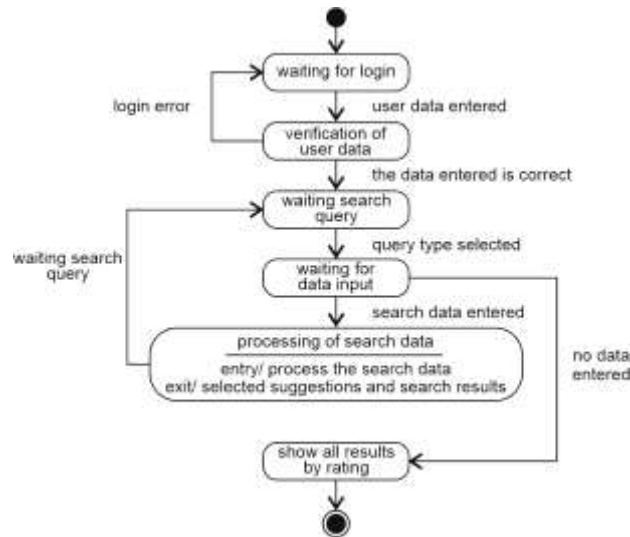 waiting for login
login error
user data entered
verification of
user data
the data entered is correct
waiting search
query
waiting search
query
query type selected
waiting for
data input
search data entered
processing of search data
entry/ process the search data
exit/ selected suggestions and search results
no data
entered
show all results
by rating